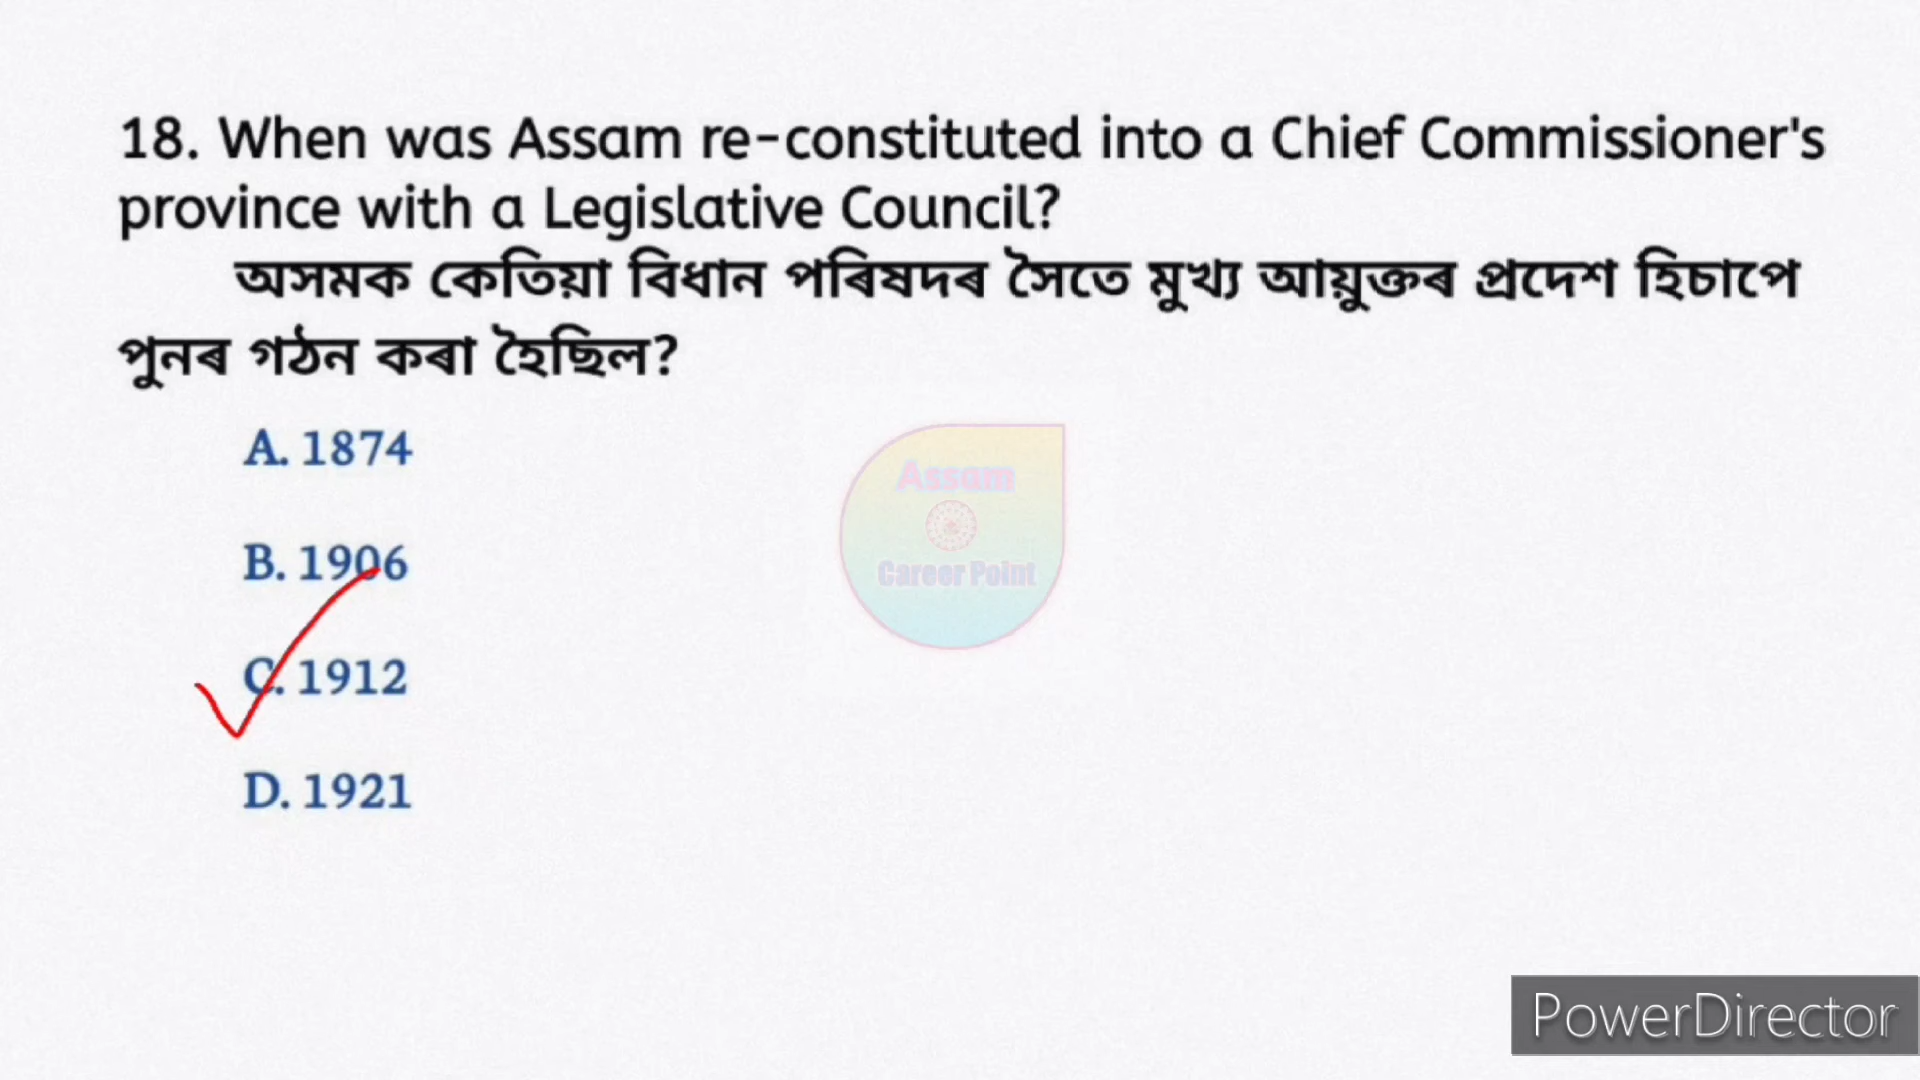 18. When was Assam re-constituted into a Chief Commissioner's
province with a Legislative Council?
অসমক কেতিয়া বিধান পৰিষদৰ সৈতে মুখ্য আয়ুক্তৰ প্ৰদেশ হিচাপে
পুনৰ গঠন কৰা হৈছিল?
A. 1874
B. 1906
C. 1912
D. 1921
Assam
Career Point
PowerDirector